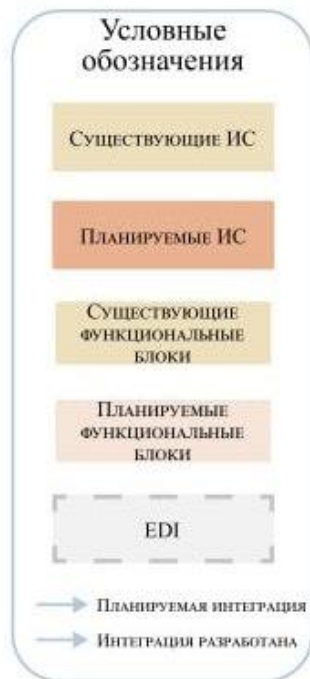 Условные
обозначения
Существующие ИС
Планируемые ИС
Существующие
функциональные
блоки
Планируемые
функциональные
блоки
EDI
Планируемая интеграция
Интеграция разработана